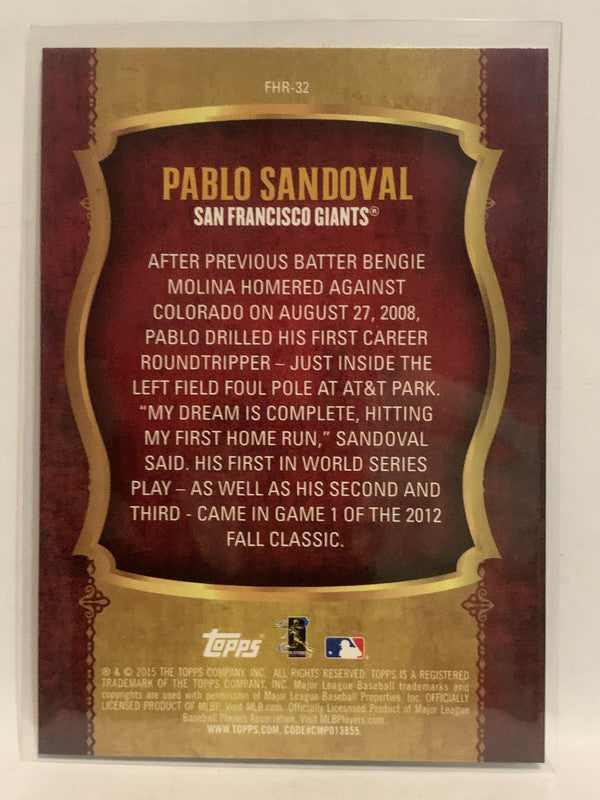 FHR-32
PABLO SANDOVAL
SAN FRANCISCO GIANTS®
AFTER PREVIOUS BATTER BENGIE
MOLINA HOMERED AGAINST
COLORADO ON AUGUST 27, 2008,
PABLO DRILLED HIS FIRST CAREER
ROUNDTRIPPER – JUST INSIDE THE
LEFT FIELD FOUL POLE AT AT&T PARK.
“MY DREAM IS COMPLETE, HITTING
MY FIRST HOME RUN,” SANDOVAL
SAID. HIS FIRST IN WORLD SERIES
PLAY – AS WELL AS HIS SECOND AND
THIRD - CAME IN GAME 1 OF THE 2012
FALL CLASSIC.
Topps
® & © 2015 THE TOPPS COMPANY, INC. ALL RIGHTS RESERVED. TOPPS IS A REGISTERED
TRADEMARK OF THE TOPPS COMPANY, INC. Major League Baseball trademarks and
copyrights are used with permission of Major League Baseball Properties, Inc. OFFICIALLY
LICENSED PRODUCT OF MLBP. Visit MLB.com. Officially Licesnsed Product of Major League
Baseball Players Association. Visit MLBPlayers.com.
WWW.TOPPS.COM. CODE#CMP013855.